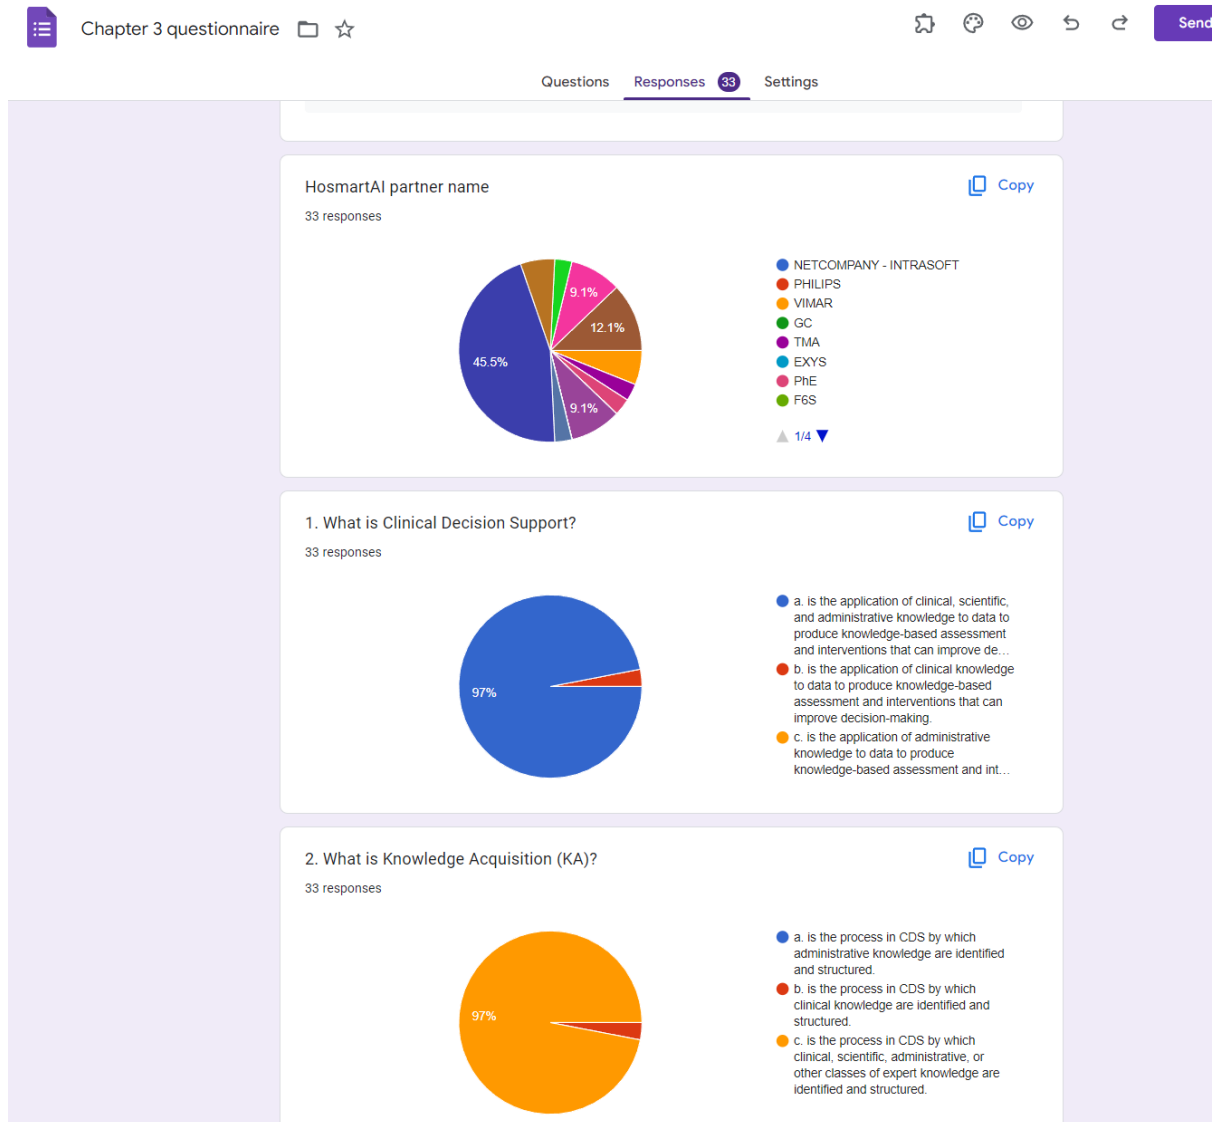 Chapter 3 questionnaire
Send
Questions Responses 33 Settings
HosmartAI partner name
Copy
33 responses
9.1%
12.1%
45.5%
9.1%
NETCOMPANY - INTRASOFT
PHILIPS
VIMAR
GC
TMA
EXYS
PhE
F6S
1/4
1. What is Clinical Decision Support?
Copy
33 responses
97%
a. is the application of clinical, scientific,
and administrative knowledge to data to
produce knowledge-based assessment
and interventions that can improve de...
b. is the application of clinical knowledge
to data to produce knowledge-based
assessment and interventions that can
improve decision-making.
c. is the application of administrative
knowledge to data to produce
knowledge-based assessment and int...
2. What is Knowledge Acquisition (KA)?
Copy
33 responses
97%
a. is the process in CDS by which
administrative knowledge are identified
and structured.
b. is the process in CDS by which
clinical knowledge are identified and
structured.
c. is the process in CDS by which
clinical, scientific, administrative, or
other classes of expert knowledge are
identified and structured.